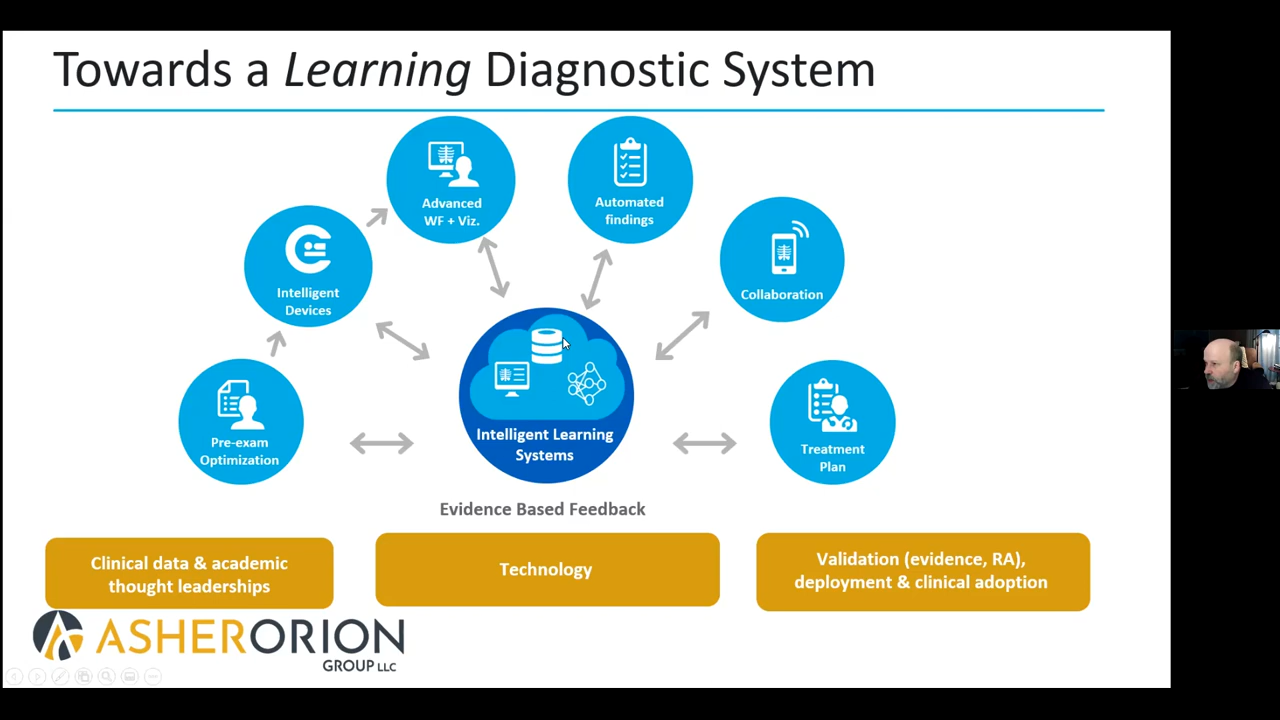 Towards a Learning Diagnostic System
Advanced
WF + Viz.
Automated
findings
Intelligent
Devices
Collaboration
Pre-exam
Optimization
Intelligent Learning
Systems
Treatment
Plan
Evidence Based Feedback
Clinical data & academic
thought leaderships
Technology
Validation (evidence, RA),
deployment & clinical adoption
ASHERORION
GROUP LLC